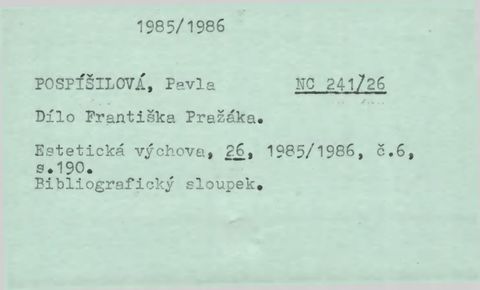 1985/1986
POSPÍŠILOVÁ, Pavla NC 241/26
Dílo Františka Pražáka.
Estetická výchova, 26, 1985/1986, č.6,
s.190.
Bibliografický sloupek.